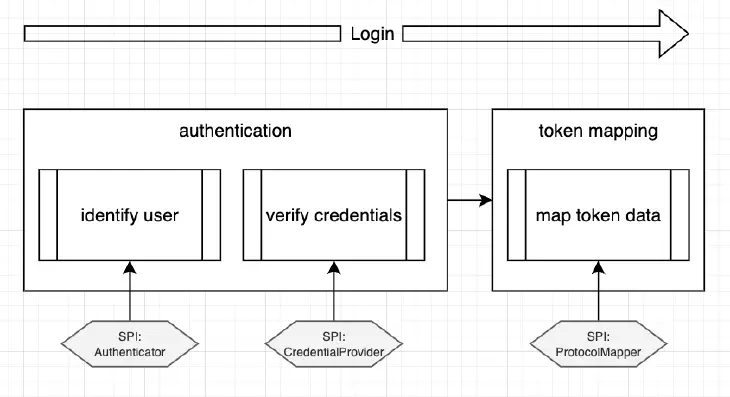 Login
authentication
token mapping
identify user
verify credentials
map token data
SPI:
Authenticator
SPI:
CredentialProvider
SPI:
ProtocolMapper